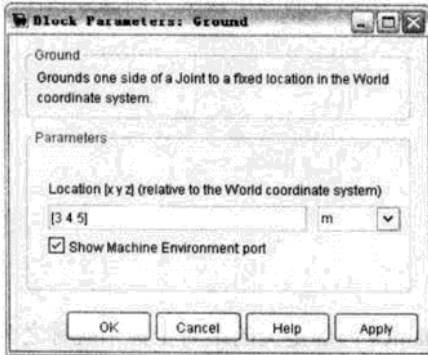 Block Parameters: Ground
Ground
Grounds one side of a Joint to a fixed location in the World
coordinate system.
Parameters
Location [x y z] (relative to the World coordinate system)
[3 4 5] m
Show Machine Environment port
OK Cancel Help Apply